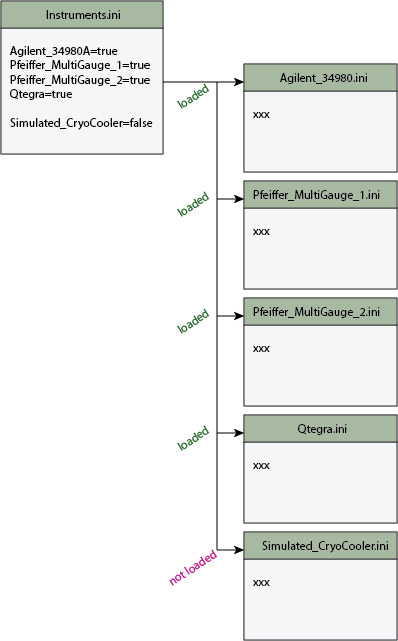 Instruments.ini
Agilent_34980A=true
Pfeiffer_MultiGauge_1=true
Pfeiffer_MultiGauge_2=true
Qtegra=true
Simulated_CryoCooler=false
loaded
Agilent_34980.ini
xxx
loaded
Pfeiffer_MultiGauge_1.ini
xxx
loaded
Pfeiffer_MultiGauge_2.ini
xxx
loaded
Qtegra.ini
xxx
not loaded
Simulated_CryoCooler.ini
xxx